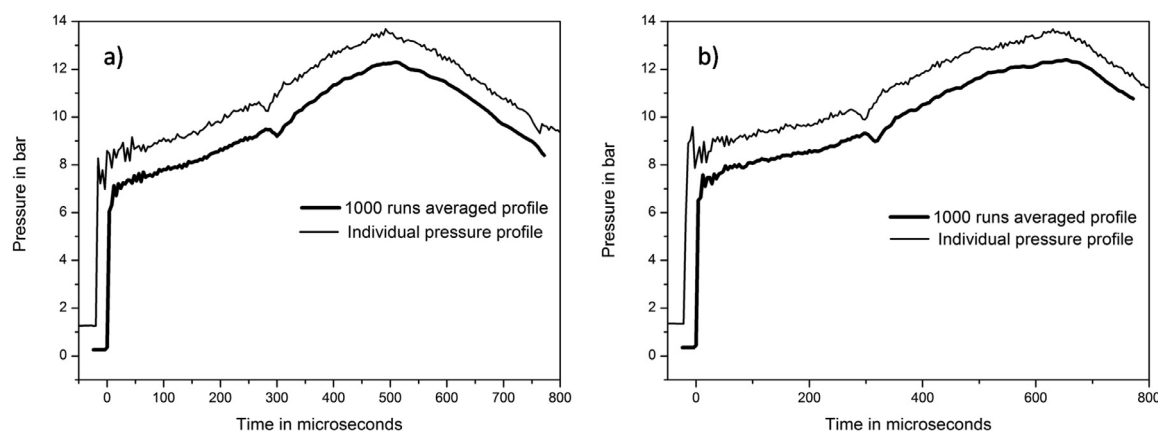 a)
14
12
10
8
6
4
2
0
Pressure in bar
1000 runs averaged profile
Individual pressure profile
0 100 200 300 400 500 600 700 800
Time in microseconds
b)
14
12
10
8
6
4
2
0
Pressure in bar
1000 runs averaged profile
Individual pressure profile
0 200 400 600 800
Time in microseconds